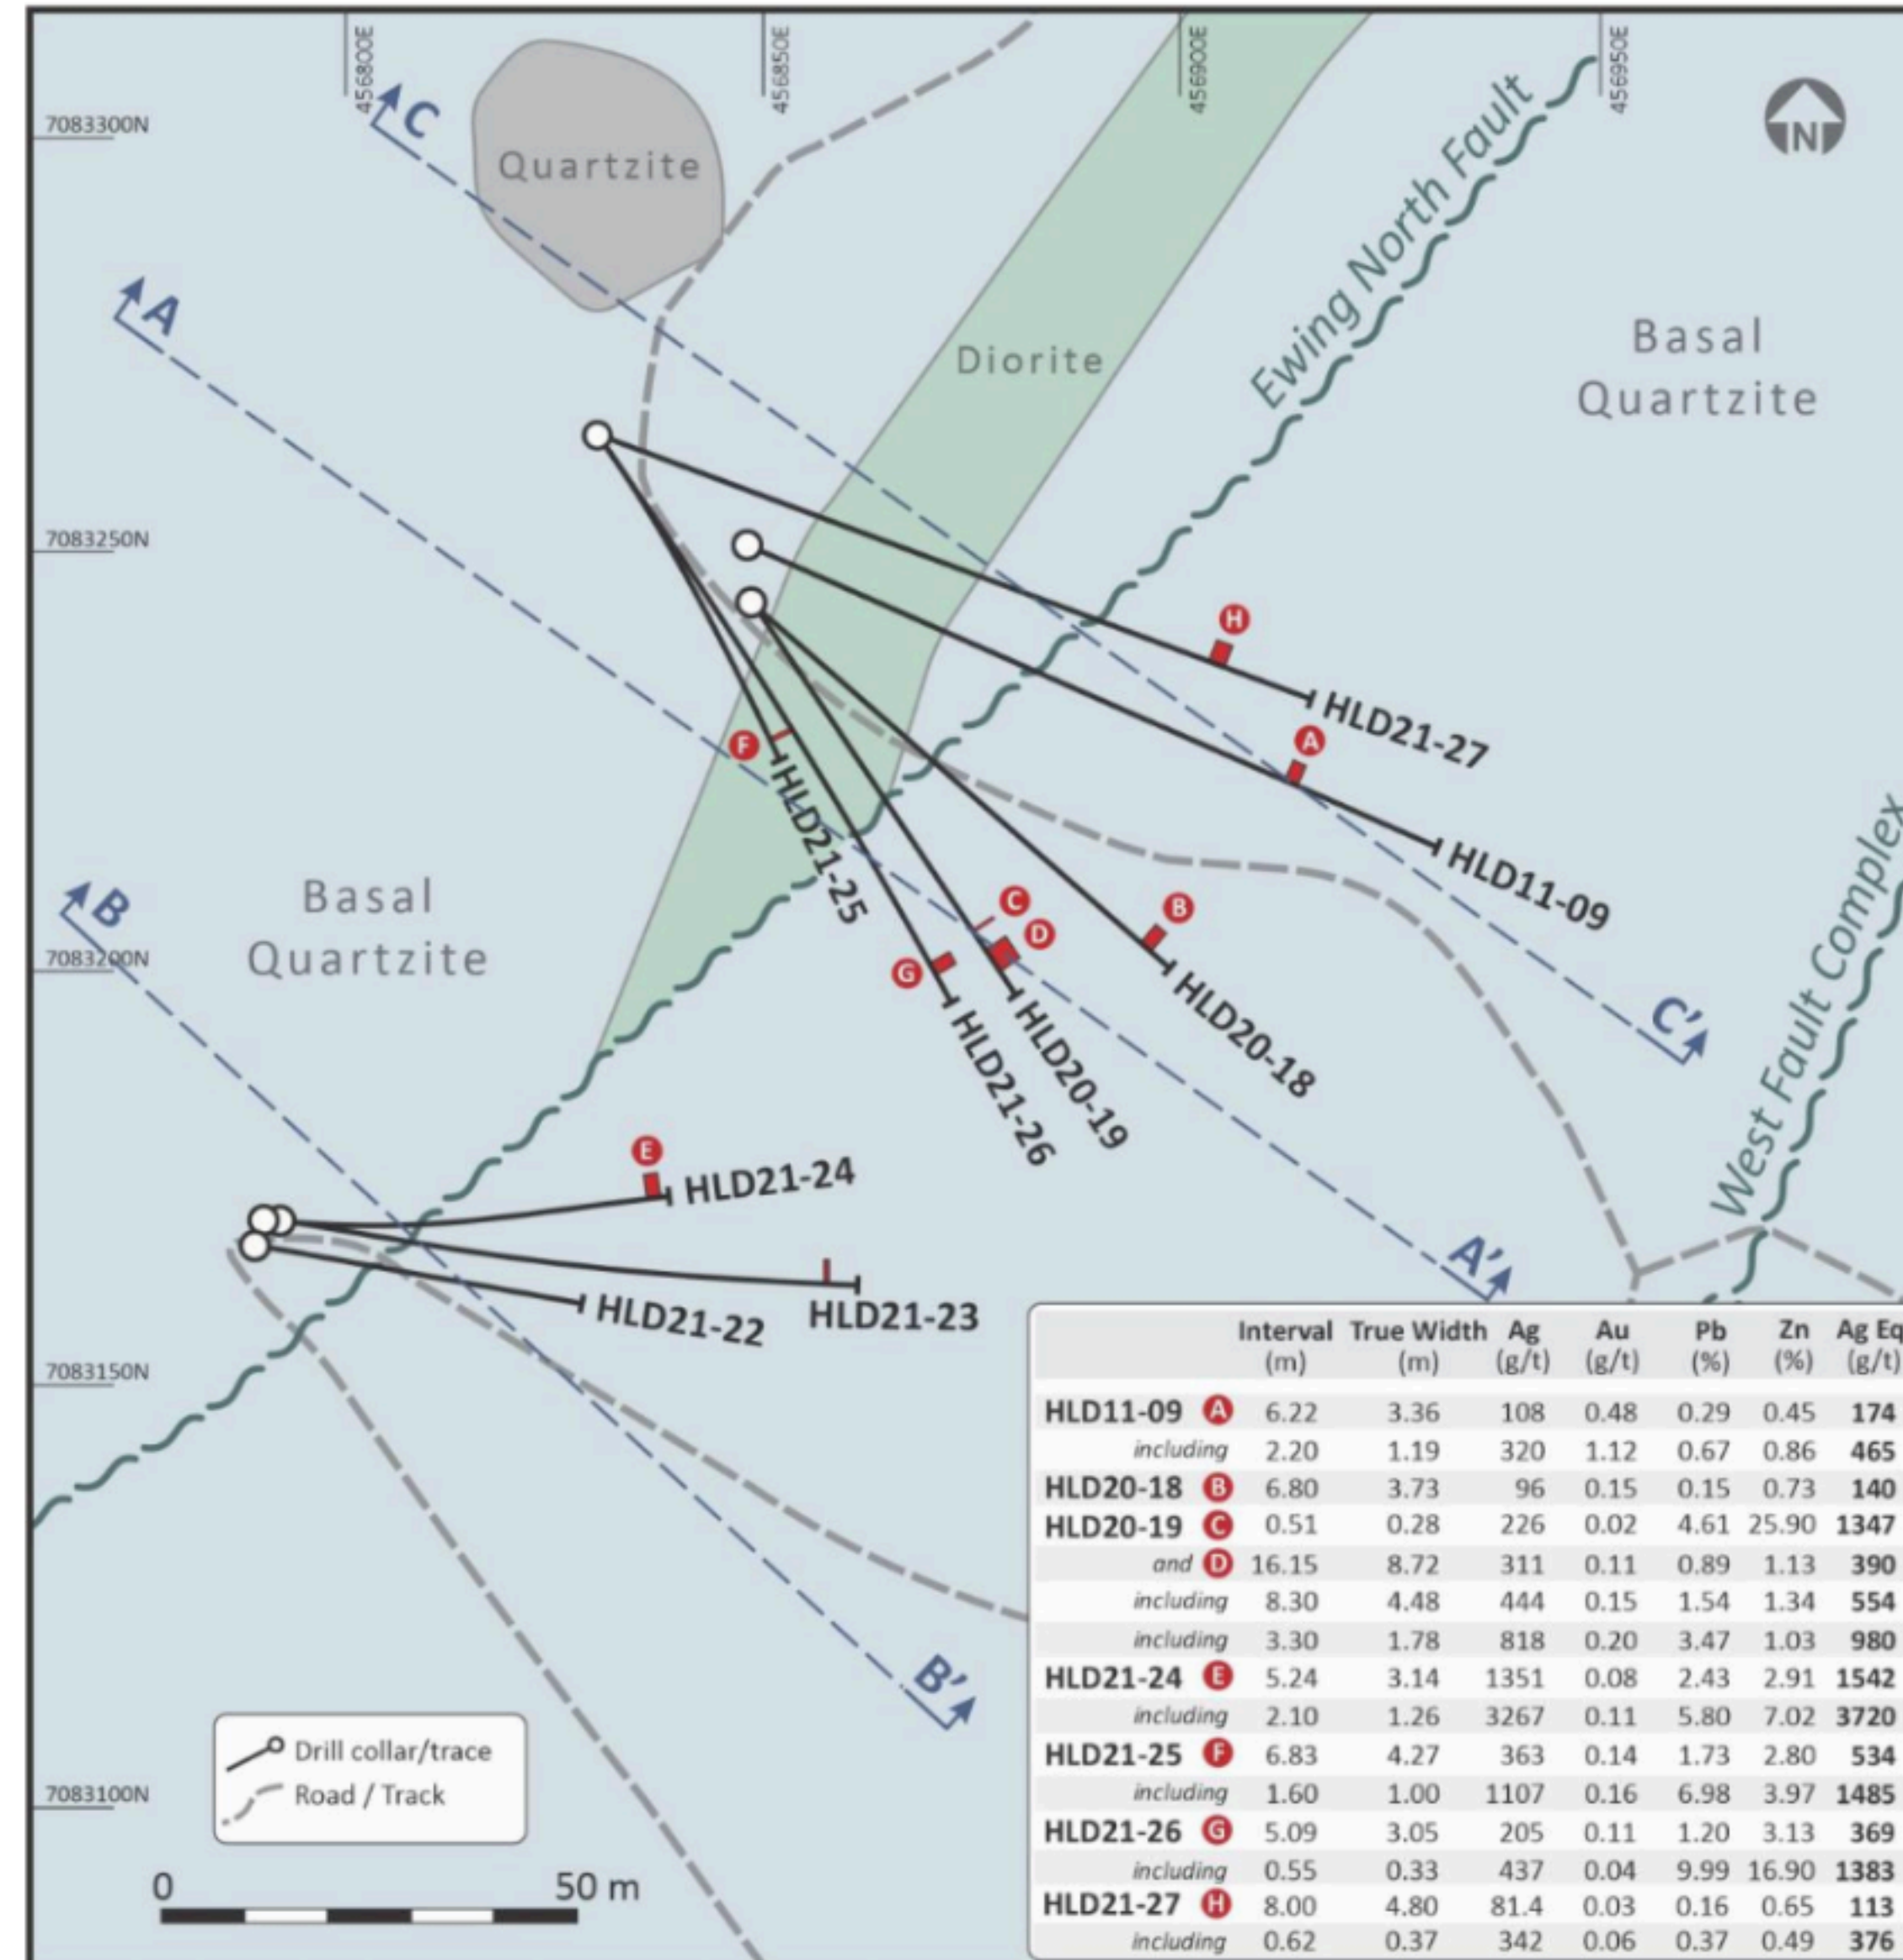 456800E
456850E
456900E
456950E
7083300N
7083250N
7083200N
7083150N
7083100N
N
C
Quartzite
A
Diorite
Ewing North Fault
Basal
Quartzite
H
HLD21-27
A
HLD11-09
F
HLD21-25
B
HLD20-18
C
D
HLD20-19
G
HLD21-26
Basal
Quartzite
B
C'
West Fault Complex
A'
E
HLD21-24
HLD21-23
HLD21-22
B'
Drill collar/trace
Road / Track
0 50 m
Interval True Width Ag Au Pb Zn Ag Eq
(m) (m) (g/t) (g/t) (%) (%) (g/t)
HLD11-09 A 6.22 3.36 108 0.48 0.29 0.45 174
including 2.20 1.19 320 1.12 0.67 0.86 465
HLD20-18 B 6.80 3.73 96 0.15 0.15 0.73 140
HLD20-19 C 0.51 0.28 226 0.02 4.61 25.90 1347
and D 16.15 8.72 311 0.11 0.89 1.13 390
including 8.30 4.48 444 0.15 1.54 1.34 554
including 3.30 1.78 818 0.20 3.47 1.03 980
HLD21-24 E 5.24 3.14 1351 0.08 2.43 2.91 1542
including 2.10 1.26 3267 0.11 5.80 7.02 3720
HLD21-25 F 6.83 4.27 363 0.14 1.73 2.80 534
including 1.60 1.00 1107 0.16 6.98 3.97 1485
HLD21-26 G 5.09 3.05 205 0.11 1.20 3.13 369
including 0.55 0.33 437 0.04 9.99 16.90 1383
HLD21-27 H 8.00 4.80 81.4 0.03 0.16 0.65 113
including 0.62 0.37 342 0.06 0.37 0.49 376